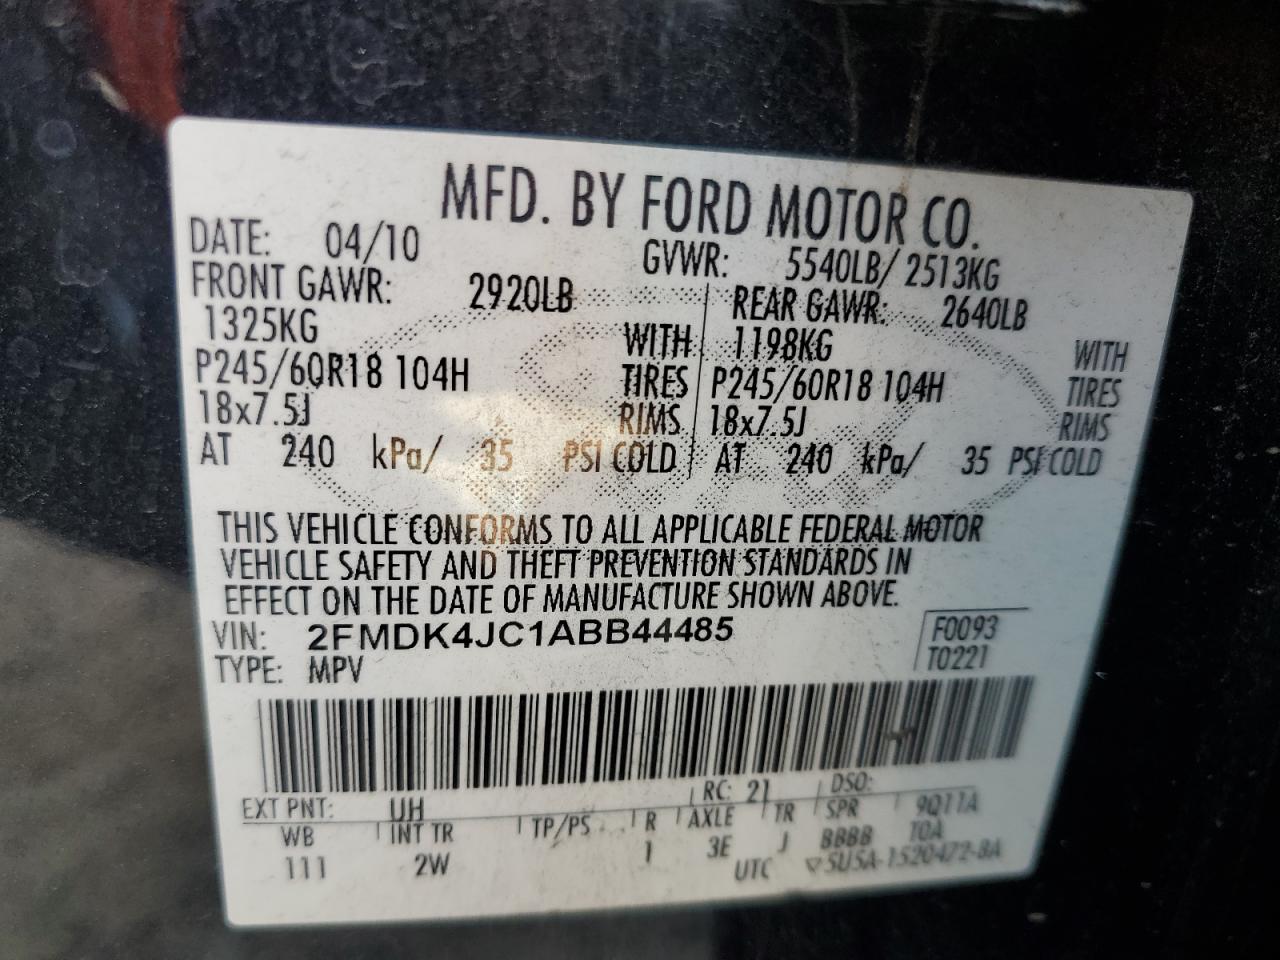 MFD. BY FORD MOTOR CO.
DATE: 04/10 GVWR: 5540LB/ 2513KG
FRONT GAWR: 2920LB REAR GAWR: 2640LB
1325KG WITH 1198KG WITH
P245/60R18 104H TIRES P245/60R18 104H TIRES
18x7.5J RIMS 18x7.5J RIMS
AT 240 kPa/ 35 PSI COLD AT 240 kPa/ 35 PSI COLD
THIS VEHICLE CONFORMS TO ALL APPLICABLE FEDERAL MOTOR
VEHICLE SAFETY AND THEFT PREVENTION STANDARDS IN
EFFECT ON THE DATE OF MANUFACTURE SHOWN ABOVE.
VIN: 2FMDK4JC1ABB44485 F0093
TYPE: MPV T0221
EXT PNT: UH RC: 21 DSO:
WB INT TR TP/PS R AXLE TR SPR 9Q11A
111 2W 1 3E J BBBB TOA
UTC ▽5U5A-1520472-BA